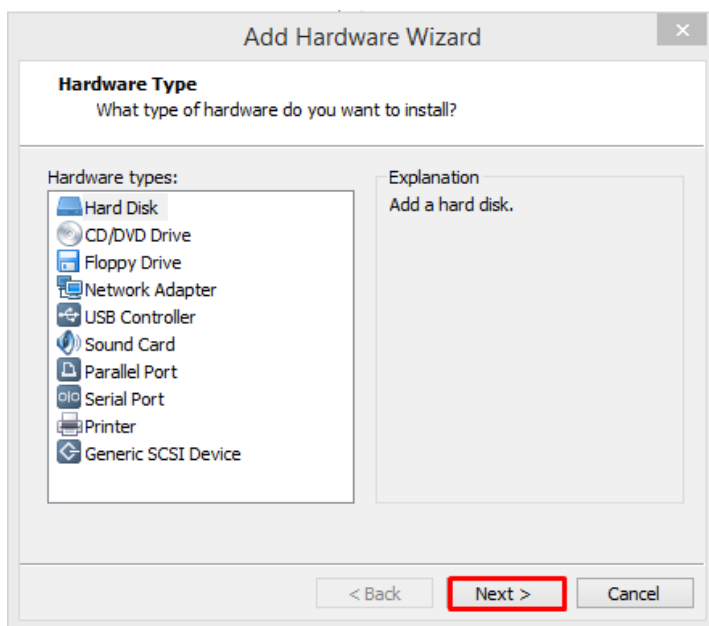 Add Hardware Wizard
Hardware Type
What type of hardware do you want to install?
Hardware types:
Hard Disk
CD/DVD Drive
Floppy Drive
Network Adapter
USB Controller
Sound Card
Parallel Port
Serial Port
Printer
Generic SCSI Device
Explanation
Add a hard disk.
< Back
Next >
Cancel